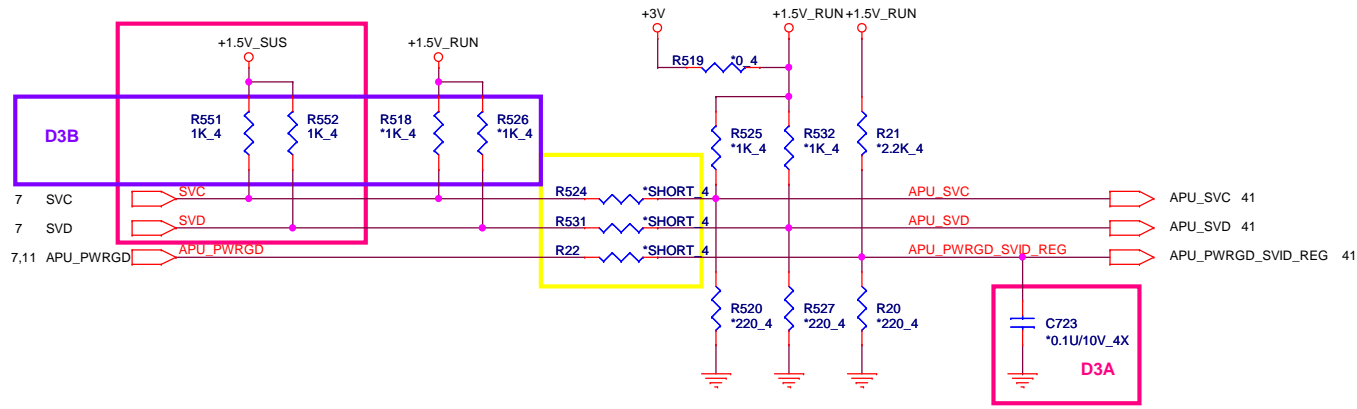 +3V
+1.5V_RUN
+1.5V_RUN
+1.5V_SUS
+1.5V_RUN
R519
*0_4
D3B
R551
1K_4
R552
1K_4
R518
*1K_4
R526
*1K_4
R525
*1K_4
R532
*1K_4
R21
*2.2K_4
7 SVC
SVC
R524
*SHORT_4
APU_SVC
APU_SVC 41
7 SVD
SVD
R531
*SHORT_4
APU_SVD
APU_SVD 41
7,11 APU_PWRGD
APU_PWRGD
R22
*SHORT_4
APU_PWRGD_SVID_REG
APU_PWRGD_SVID_REG 41
R520
*220_4
R527
*220_4
R20
*220_4
C723
*0.1U/10V_4X
D3A